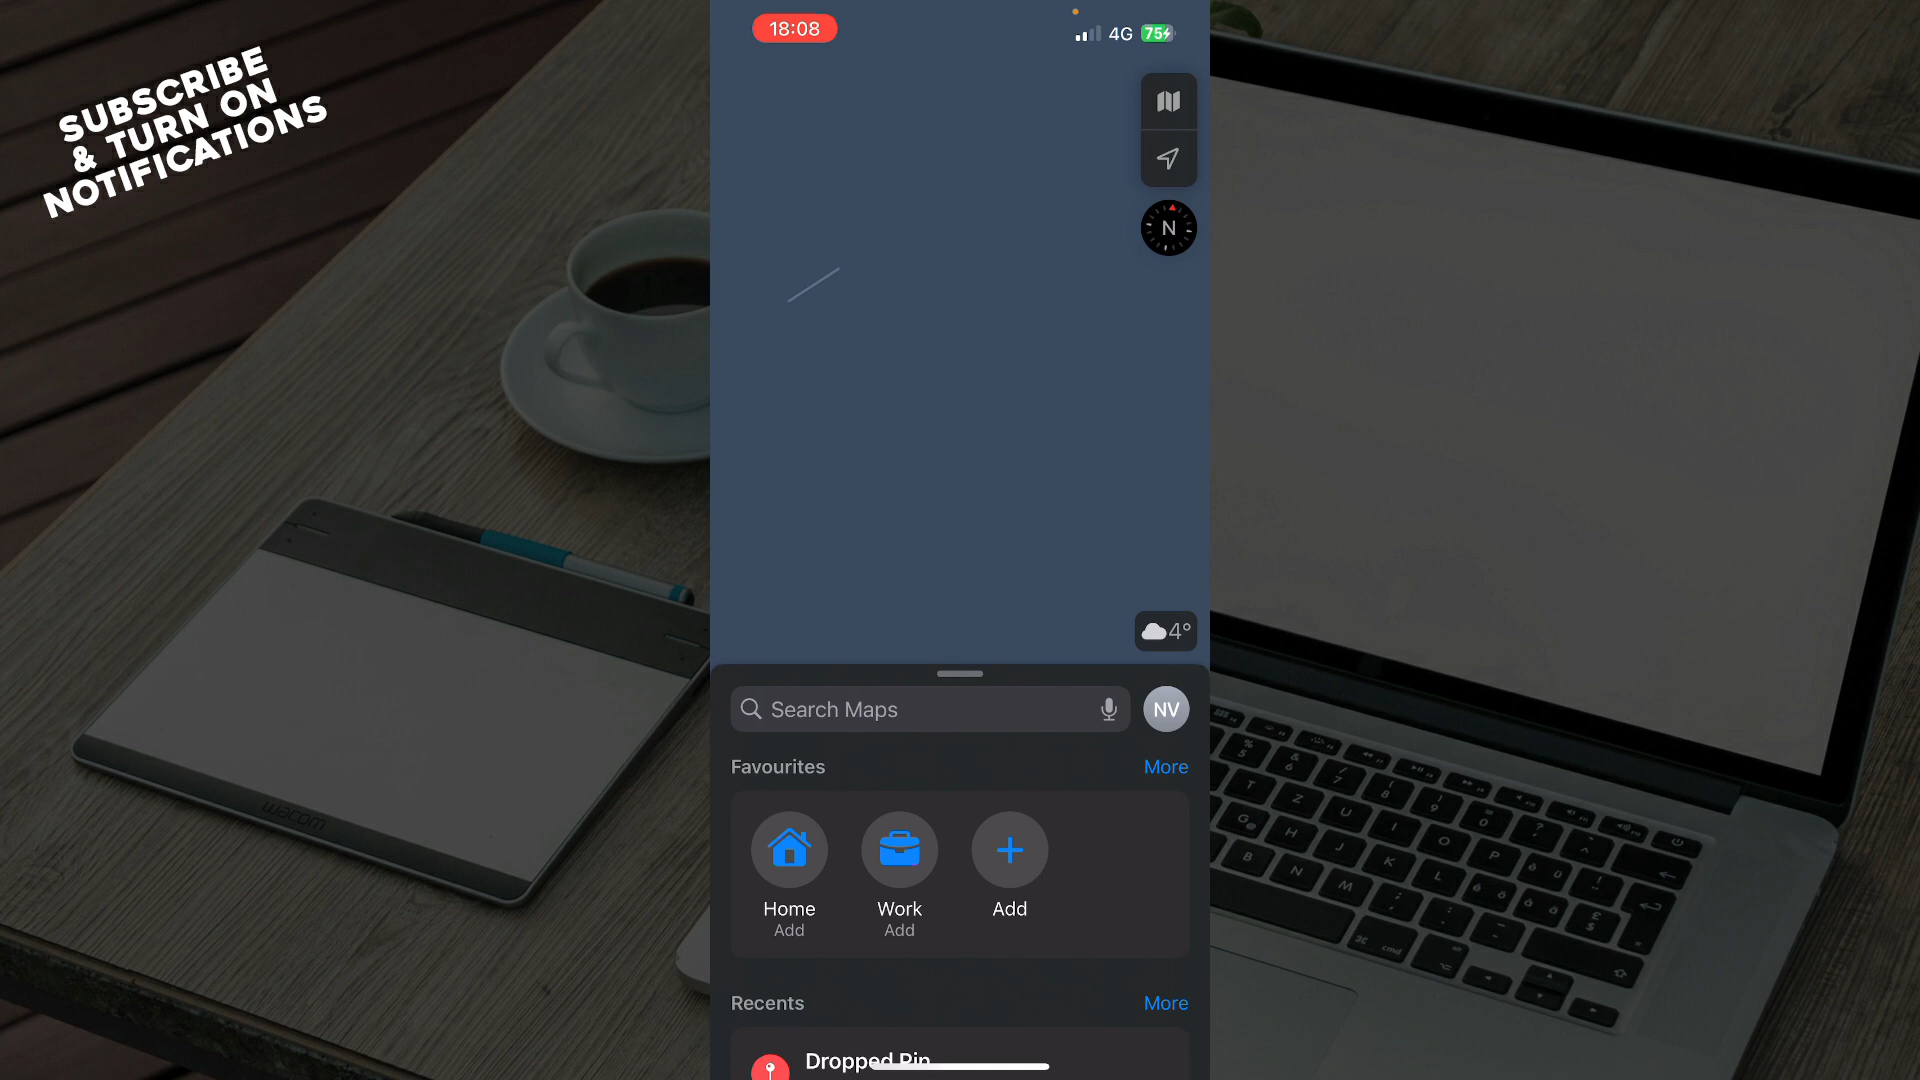 SUBSCRIBE
& TURN ON
NOTIFICATIONS
18:08
4G
75
N
4°
Search Maps
NV
Favourites
More
Home
Add
Work
Add
Add
Recents
More
Dropped Pin
wacom